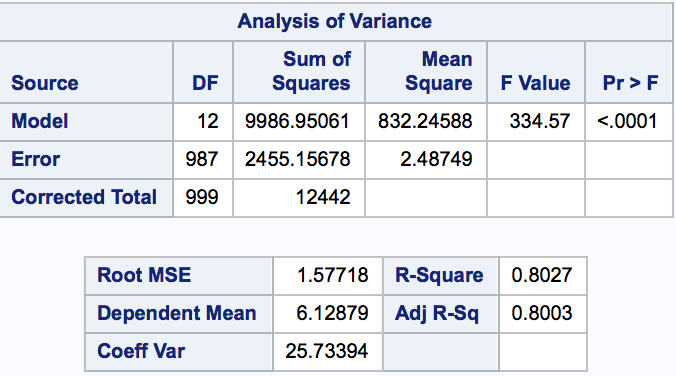 Analysis of Variance
Source DF Sum of Squares Mean Square F Value Pr > F
Model 12 9986.95061 832.24588 334.57 <.0001
Error 987 2455.15678 2.48749
Corrected Total 999 12442
Root MSE 1.57718 R-Square 0.8027
Dependent Mean 6.12879 Adj R-Sq 0.8003
Coeff Var 25.73394